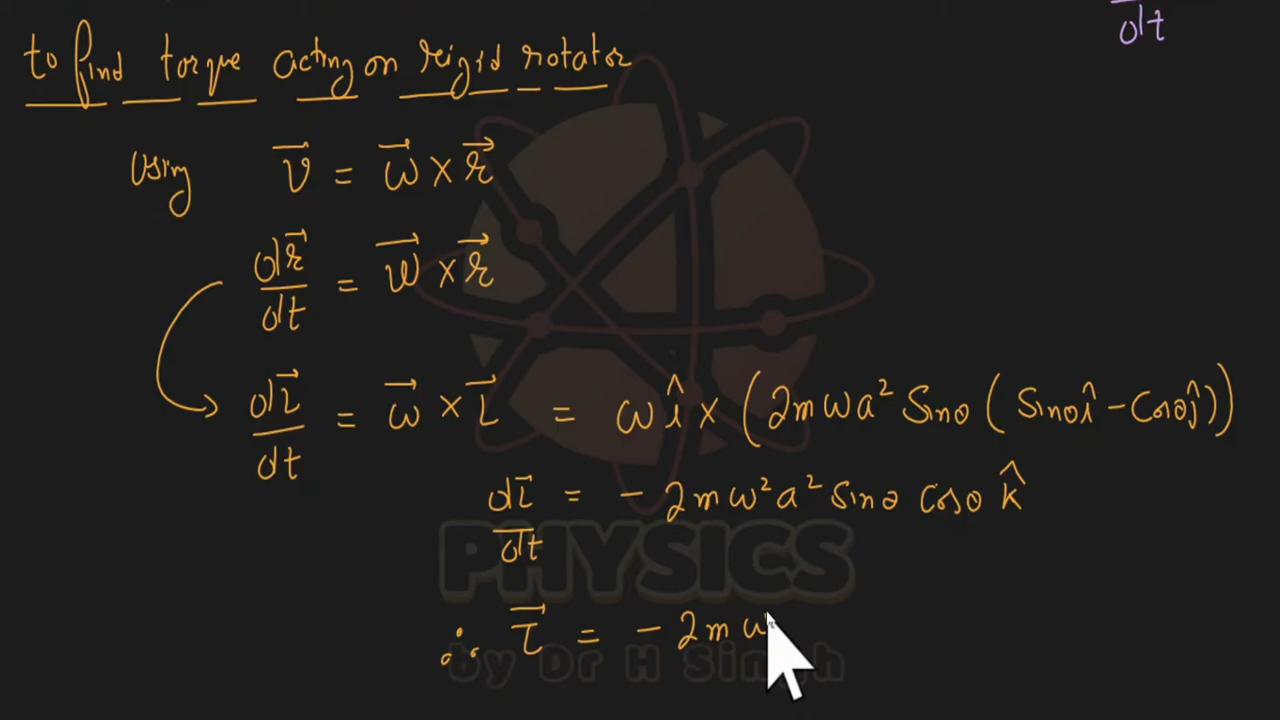 dt
to find torque acting on rigid rotator
Using v⃗ = ω⃗ × r⃗
dr⃗/dt = ω⃗ × r⃗
dL⃗/dt = ω⃗ × L⃗ = ω î × (2mωa² Sinθ (Sinθ î - Cosθ ĵ))
dL⃗/dt = - 2mω²a² Sinθ Cosθ k̂
∴ τ⃗ = - 2mω
PHYSICS
by Dr H Singh